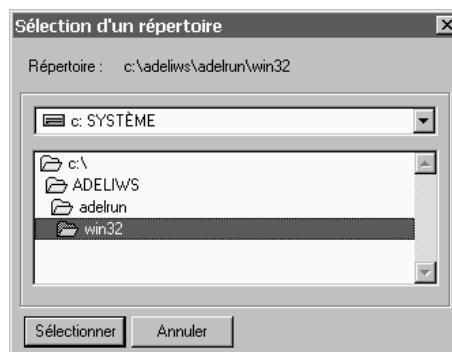 Sélection d'un répertoire
Répertoire : c:\adeliws\adelrun\win32
c: SYSTÈME
c:\
ADELIWS
adelrun
win32
Sélectionner Annuler